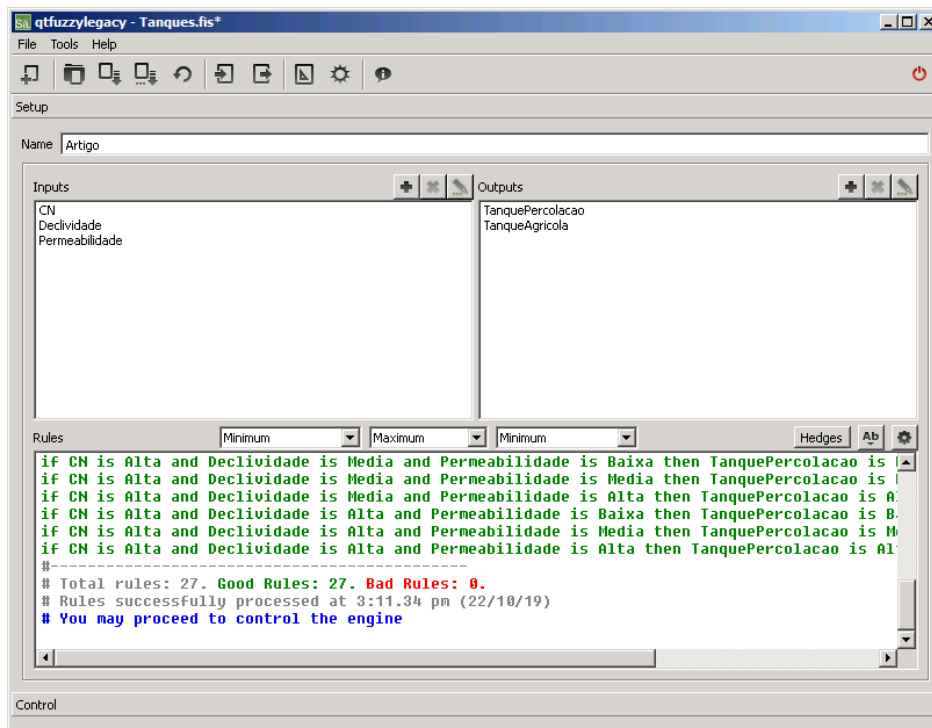 qtfuzzylegacy - Tanques.fis*
File Tools Help
Setup
Name Artigo
Inputs
Outputs
CN
Declividade
Permeabilidade
TanquePercolacao
TanqueAgricola
Rules Minimum Maximum Minimum Hedges Ab
if CN is Alta and Declividade is Media and Permeabilidade is Baixa then TanquePercolacao is
if CN is Alta and Declividade is Media and Permeabilidade is Media then TanquePercolacao is
if CN is Alta and Declividade is Media and Permeabilidade is Alta then TanquePercolacao is A
if CN is Alta and Declividade is Alta and Permeabilidade is Baixa then TanquePercolacao is B
if CN is Alta and Declividade is Alta and Permeabilidade is Media then TanquePercolacao is M
if CN is Alta and Declividade is Alta and Permeabilidade is Alta then TanquePercolacao is Al
#---------------------------------------------
# Total rules: 27. Good Rules: 27. Bad Rules: 0.
# Rules successfully processed at 3:11.34 pm (22/10/19)
# You may proceed to control the engine
Control